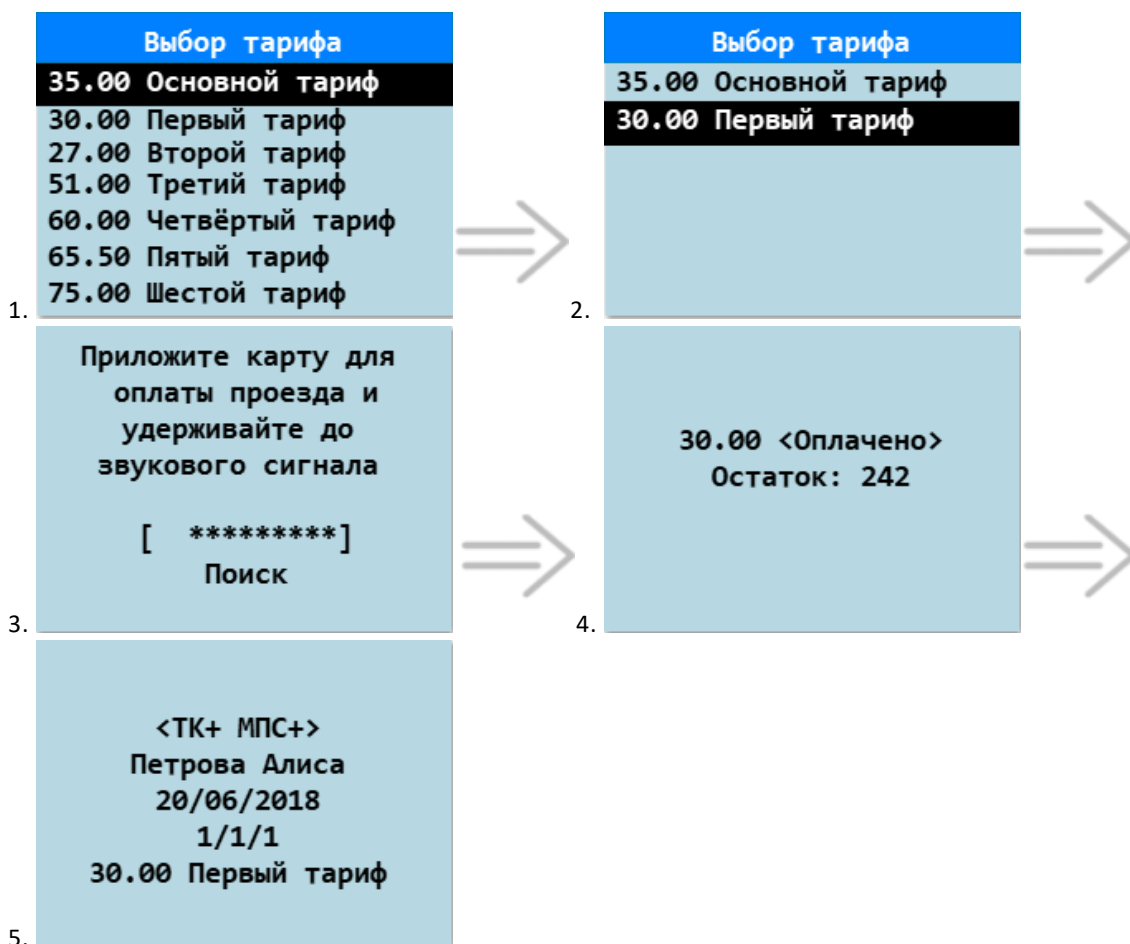 Выбор тарифа
35.00 Основной тариф
30.00 Первый тариф
27.00 Второй тариф
51.00 Третий тариф
60.00 Четвёртый тариф
65.50 Пятый тариф
75.00 Шестой тариф
1.
Выбор тарифа
35.00 Основной тариф
30.00 Первый тариф
2.
Приложите карту для
оплаты проезда и
удерживайте до
звукового сигнала
[ *********]
Поиск
3.
30.00 <Оплачено>
Остаток: 242
4.
<ТК+ МПС+>
Петрова Алиса
20/06/2018
1/1/1
30.00 Первый тариф
5.